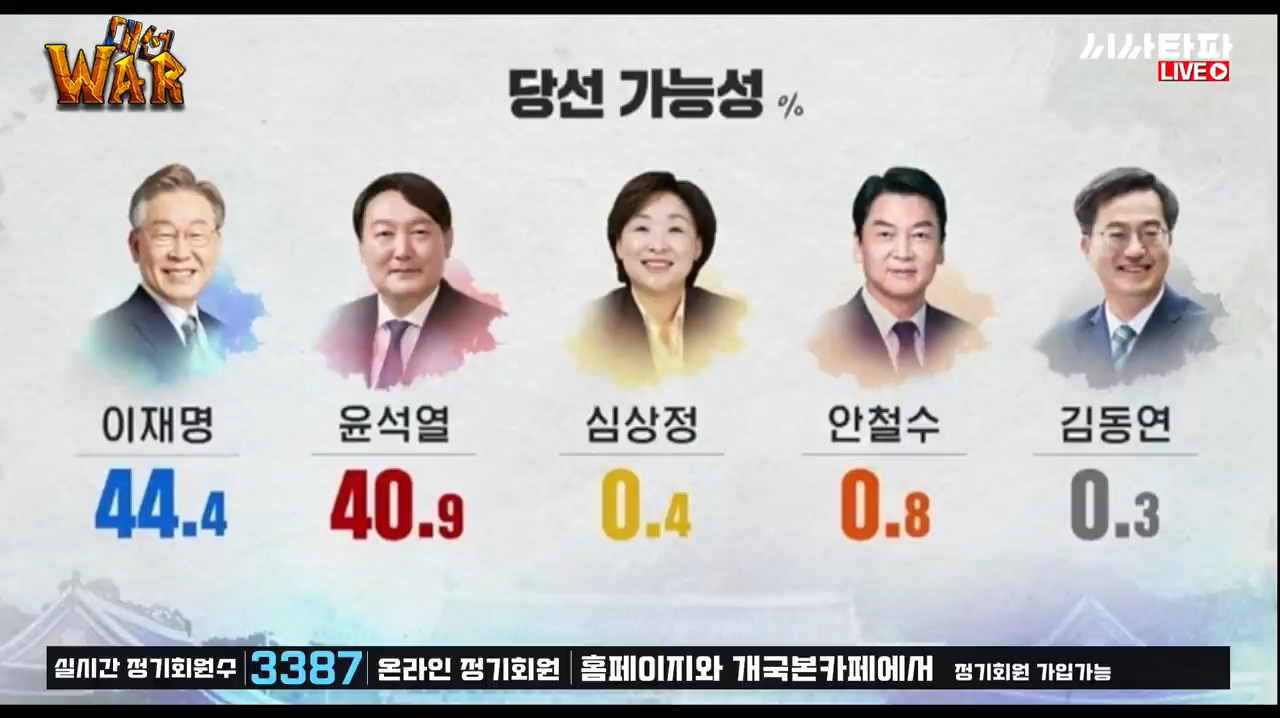 대선
WAR
씨싸타파
LIVE
당선 가능성 %
이재명 윤석열 심상정 안철수 김동연
44.4 40.9 0.4 0.8 0.3
실시간 정기회원수 3387 온라인 정기회원 홈페이지와 개국본카페에서 정기회원 가입가능